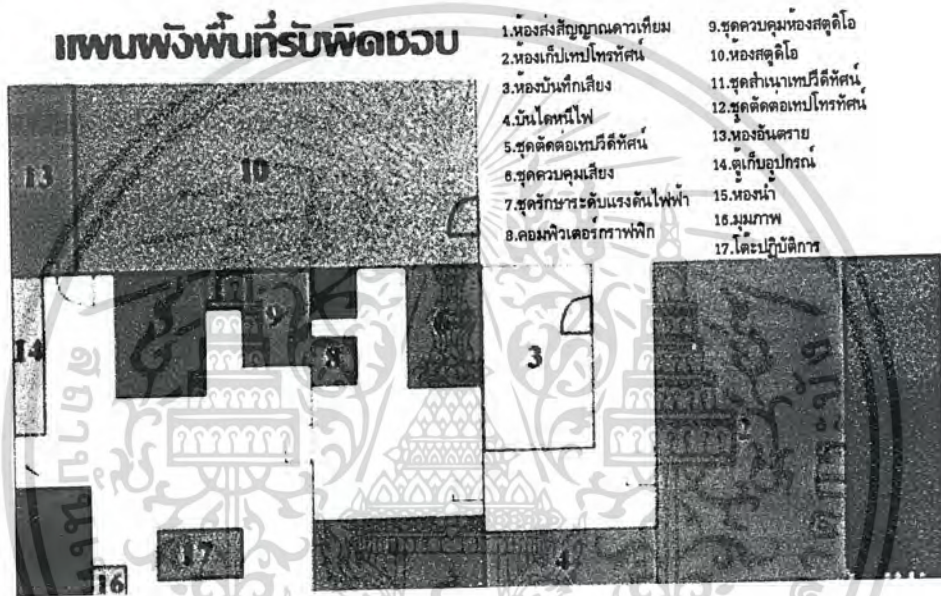 แผนผังพื้นที่รับผิดชอบ
1.ห้องส่งสัญญาณดาวเทียม
2.ห้องเก็บเทปโทรทัศน์
3.ห้องบันทึกเสียง
4.บันไดหนีไฟ
5.ชุดตัดต่อเทปวีดีทัศน์
6.ชุดควบคุมเสียง
7.ชุดรักษาระดับแรงดันไฟฟ้า
8.คอมพิวเตอร์กราฟฟิก
9.ชุดควบคุมห้องสตูดิโอ
10.ห้องสตูดิโอ
11.ชุดสำเนาเทปวีดีทัศน์
12.ชุดตัดตอเทปโทรทัศน์
13.หองอันตราย
14.ตู้เก็บอุปกรณ์
15.ห้องน้ำ
16.มุมภาพ
17.โต๊ะปฏิบัติการ
13
10
9
14
8
6
3
2
17
4
16